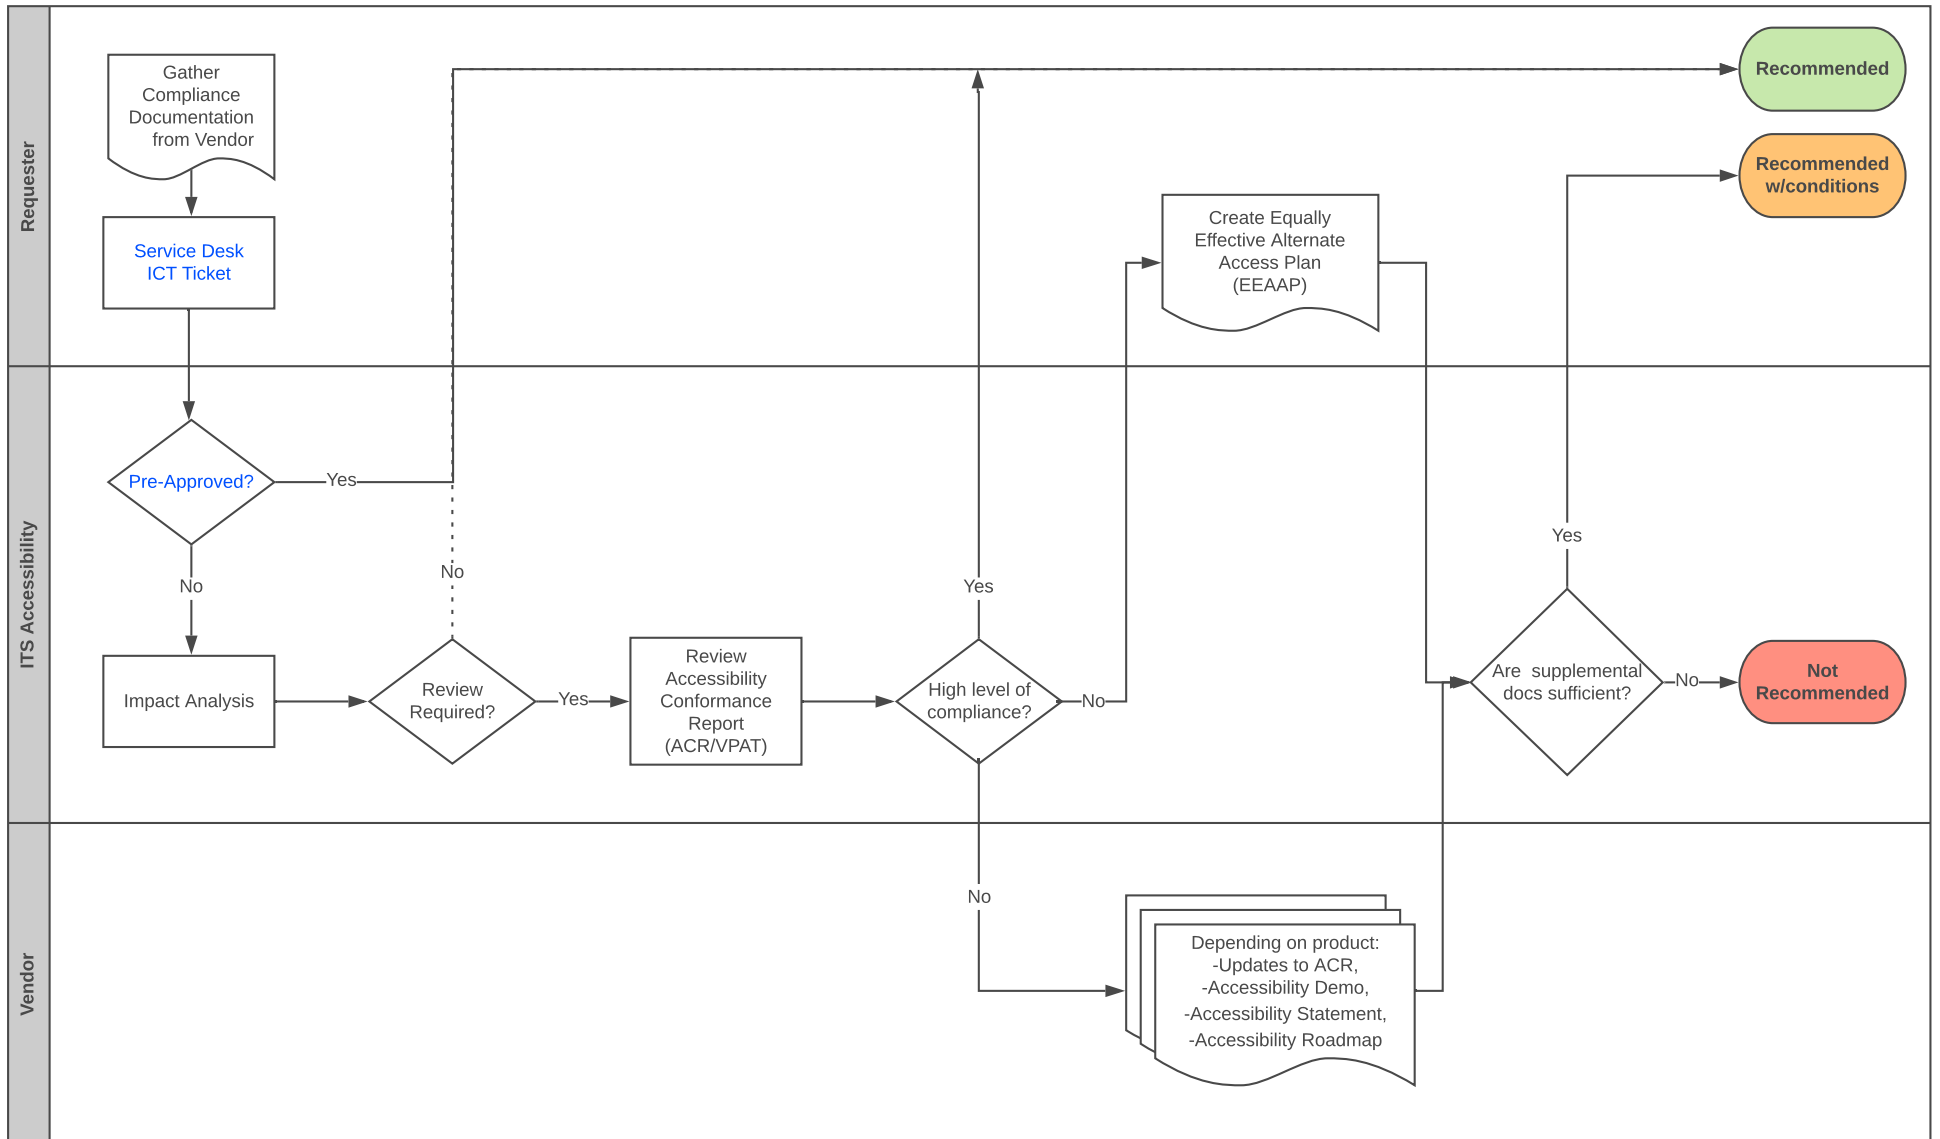 Requester
Gather
Compliance
Documentation
from Vendor
Service Desk
ICT Ticket
Create Equally
Effective Alternate
Access Plan
(EEAAP)
Recommended
Recommended
w/conditions
ITS Accessibility
Pre-Approved?
Yes
No
Impact Analysis
No
Review
Required?
Yes
Review
Accessibility
Conformance
Report
(ACR/VPAT)
Yes
High level of
compliance?
No
Yes
Are supplemental
docs sufficient?
No
Not
Recommended
Vendor
No
Depending on product:
-Updates to ACR,
-Accessibility Demo,
-Accessibility Statement,
-Accessibility Roadmap